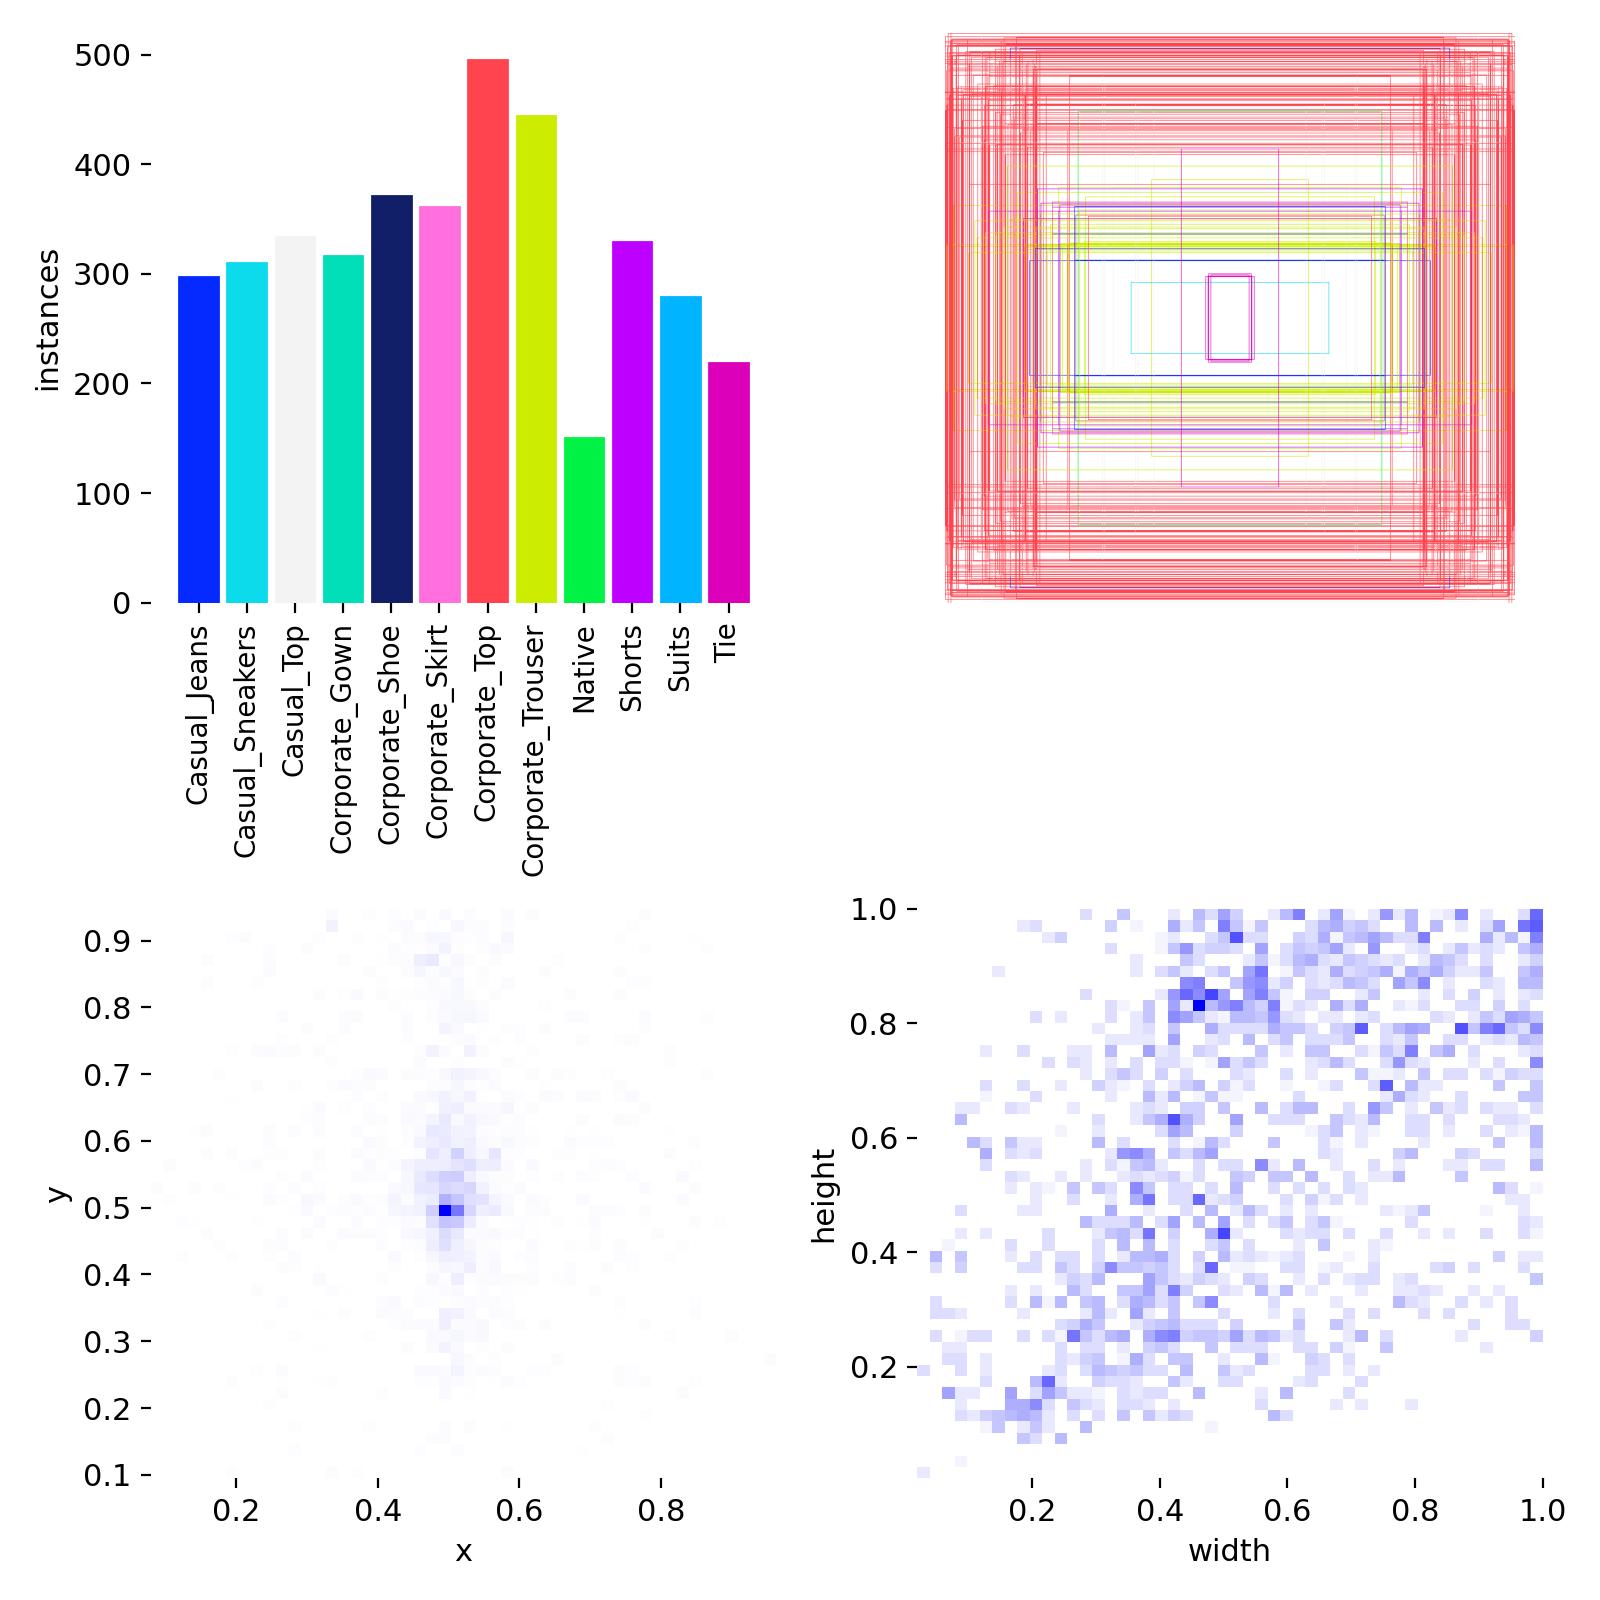 instances
500
400
300
200
100
0
Casual_Jeans
Casual_Sneakers
Casual_Top
Corporate_Gown
Corporate_Shoe
Corporate_Skirt
Corporate_Top
Corporate_Trouser
Native
Shorts
Suits
Tie
y
0.9
0.8
0.7
0.6
0.5
0.4
0.3
0.2
0.1
0.2 0.4 0.6 0.8
x
height
1.0
0.8
0.6
0.4
0.2
0.2 0.4 0.6 0.8 1.0
width